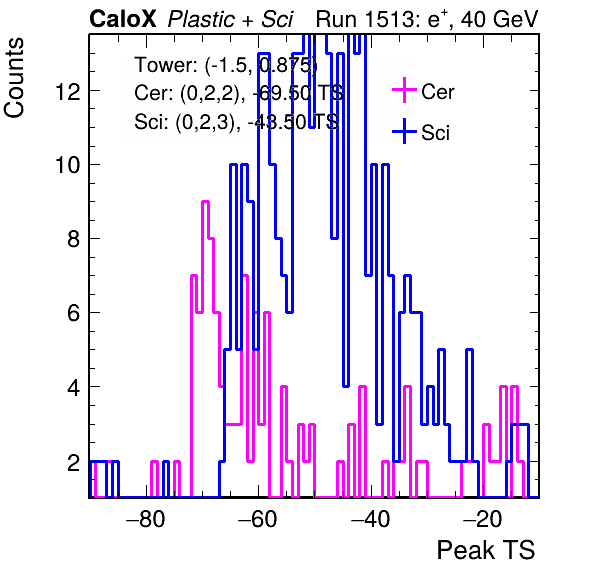 CaloX Plastic + Sci Run 1513: e+, 40 GeV
Counts
Tower: (-1.5, 0.875)
Cer: (0,2,2), -69.50 TS
Sci: (0,2,3), -43.50 TS
Cer
Sci
12
10
8
6
4
2
−80 −60 −40 −20
Peak TS